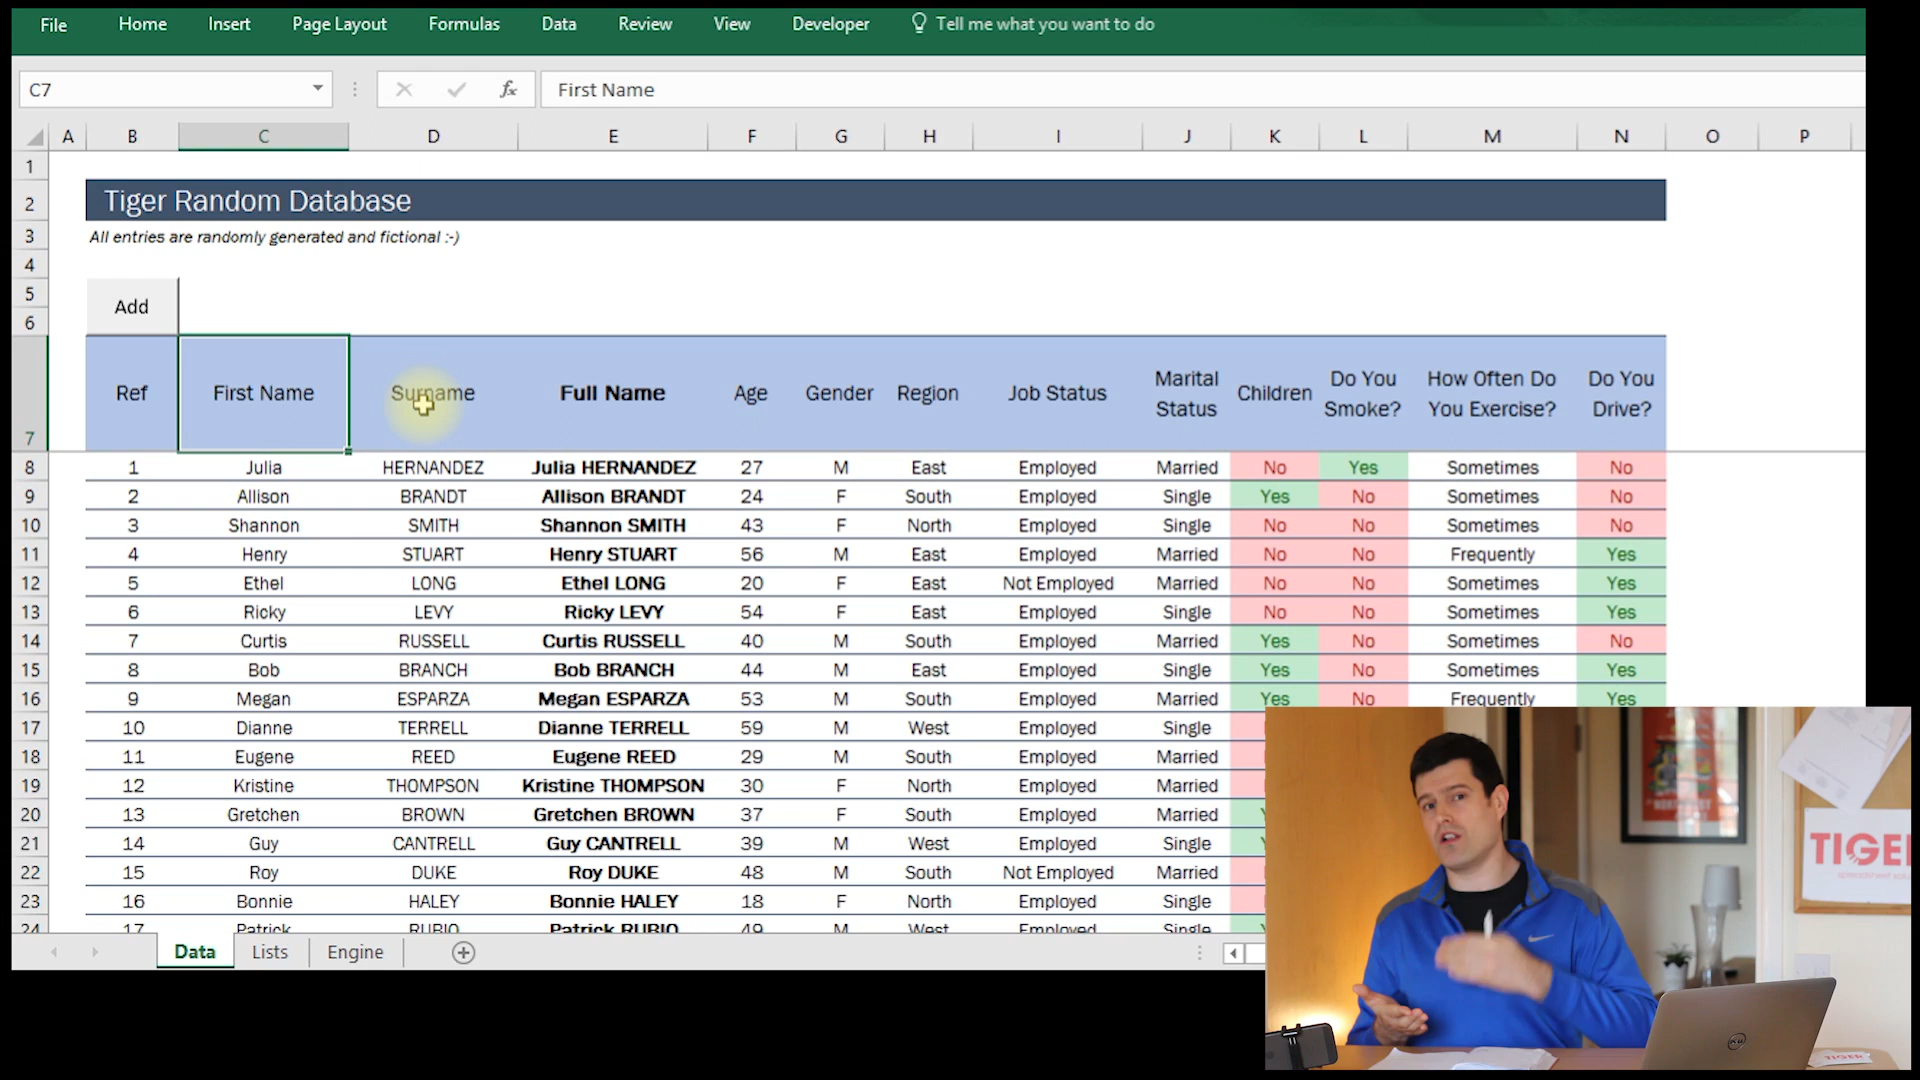 File Home Insert Page Layout Formulas Data Review View Developer Tell me what you want to do
C7 fx First Name
A B C D E F G H I J K L M N O P
1
2 Tiger Random Database
3 All entries are randomly generated and fictional :-)
4
5
Add
6
Ref First Name Surname Full Name Age Gender Region Job Status Marital Status Children Do You Smoke? How Often Do You Exercise? Do You Drive?
7
8 1 Julia HERNANDEZ Julia HERNANDEZ 27 M East Employed Married No Yes Sometimes No
9 2 Allison BRANDT Allison BRANDT 24 F South Employed Single Yes No Sometimes No
10 3 Shannon SMITH Shannon SMITH 43 F North Employed Single No No Sometimes No
11 4 Henry STUART Henry STUART 56 M East Employed Married No No Frequently Yes
12 5 Ethel LONG Ethel LONG 20 F East Not Employed Married No No Sometimes Yes
13 6 Ricky LEVY Ricky LEVY 54 F East Employed Single No No Sometimes Yes
14 7 Curtis RUSSELL Curtis RUSSELL 40 M South Employed Married Yes No Sometimes No
15 8 Bob BRANCH Bob BRANCH 44 M East Employed Single Yes No Sometimes Yes
16 9 Megan ESPARZA Megan ESPARZA 53 M South Employed Married Yes No Frequently Yes
17 10 Dianne TERRELL Dianne TERRELL 59 M West Employed Single
18 11 Eugene REED Eugene REED 29 M South Employed Married
19 12 Kristine THOMPSON Kristine THOMPSON 30 F North Employed Married
20 13 Gretchen BROWN Gretchen BROWN 37 F South Employed Married
21 14 Guy CANTRELL Guy CANTRELL 39 M West Employed Single
22 15 Roy DUKE Roy DUKE 48 M South Not Employed Married
23 16 Bonnie HALEY Bonnie HALEY 18 F North Employed Single
24 17 Patrick RUBIO Patrick RUBIO 49 M West Employed Single
Data Lists Engine
TIGE
spreadsheet
TIGER